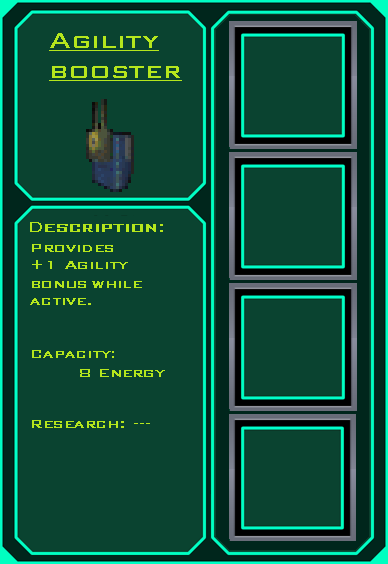 Agility
booster
Description:
Provides
+1 Agility
bonus while
active.
Capacity:
8 Energy
Research: ---